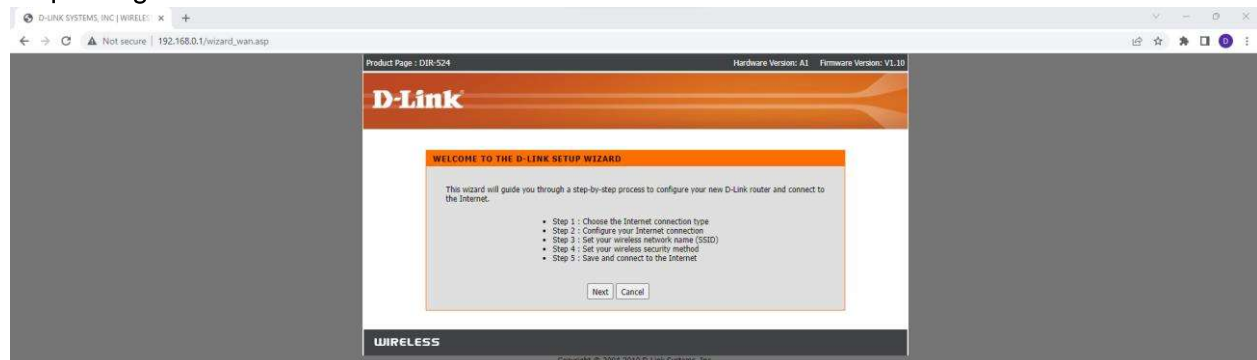 D-LINK SYSTEMS, INC | WIRELES
Not secure | 192.168.0.1/wizard_wan.asp
D
Product Page : DIR-524 Hardware Version: A1 Firmware Version: V1.10
D-Link
WELCOME TO THE D-LINK SETUP WIZARD
This wizard will guide you through a step-by-step process to configure your new D-Link router and connect to
the Internet.
• Step 1 : Choose the Internet connection type
• Step 2 : Configure your Internet connection
• Step 3 : Set your wireless network name (SSID)
• Step 4 : Set your wireless security method
• Step 5 : Save and connect to the Internet
Next Cancel
WIRELESS